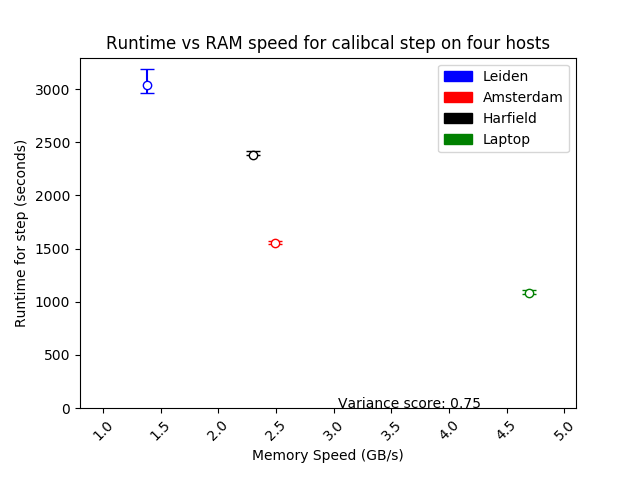 Runtime vs RAM speed for calibcal step on four hosts
Runtime for step (seconds)
3000
2500
2000
1500
1000
500
0
Leiden
Amsterdam
Harfield
Laptop
Variance score: 0.75
1.0
1.5
2.0
2.5
3.0
3.5
4.0
4.5
5.0
Memory Speed (GB/s)